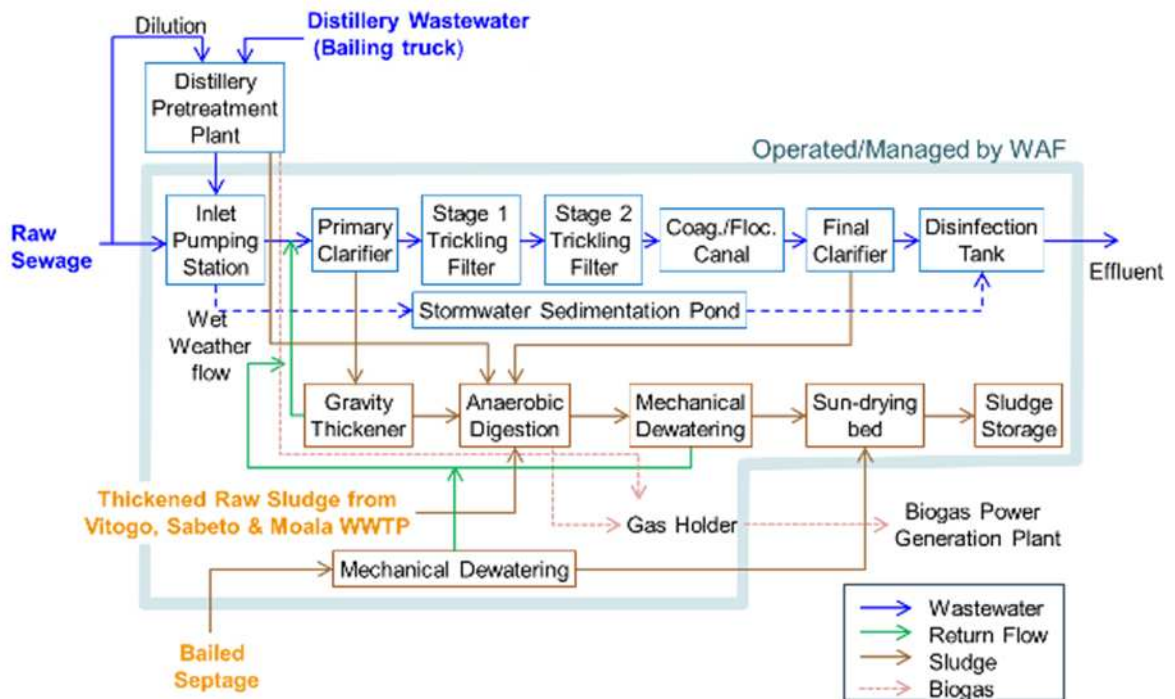 Dilution
Distillery Wastewater
(Bailing truck)
Distillery
Pretreatment
Plant
Operated/Managed by WAF
Raw
Sewage
Inlet
Pumping
Station
Primary
Clarifier
Stage 1
Trickling
Filter
Stage 2
Trickling
Filter
Coag./Floc.
Canal
Final
Clarifier
Disinfection
Tank
Effluent
Stormwater Sedimentation Pond
Wet
Weather
flow
Gravity
Thickener
Anaerobic
Digestion
Mechanical
Dewatering
Sun-drying
bed
Sludge
Storage
Thickened Raw Sludge from
Vitogo, Sabeto & Moala WWTP
Gas Holder
Biogas Power
Generation Plant
Mechanical Dewatering
Bailed
Septage
Wastewater
Return Flow
Sludge
Biogas